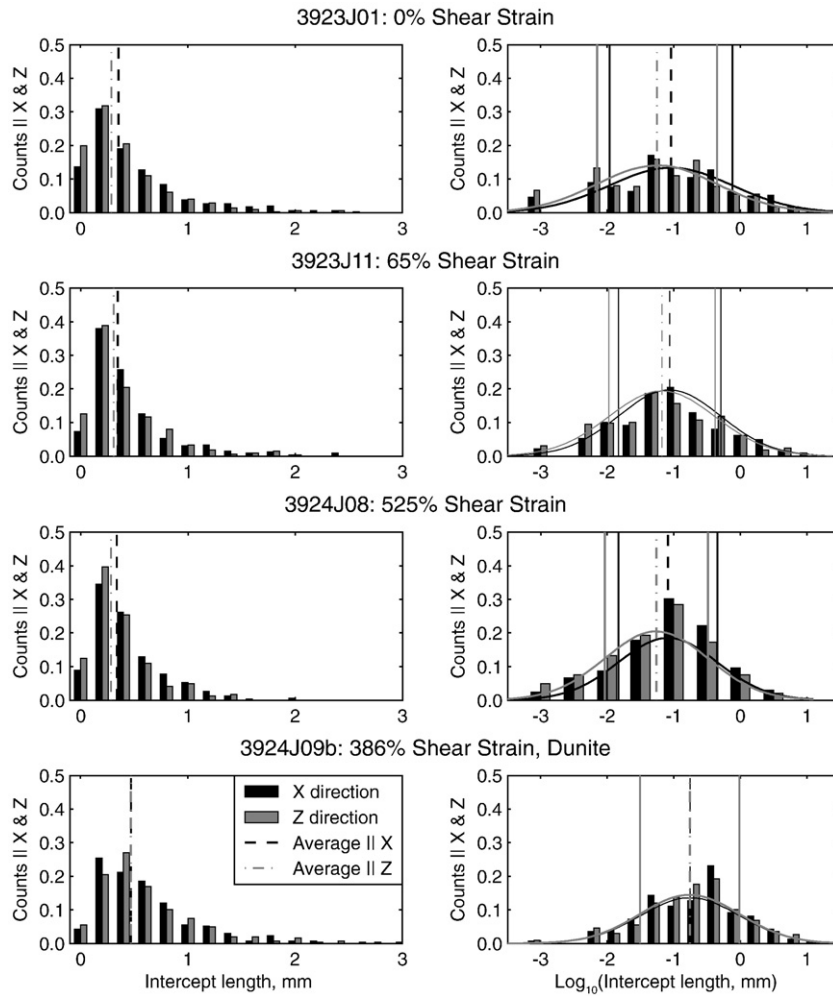 3923J01: 0% Shear Strain
Counts || X & Z
0.5
0.4
0.3
0.2
0.1
0.0
0 1 2 3
Counts || X & Z
0.5
0.4
0.3
0.2
0.1
0.0
-3 -2 -1 0 1
3923J11: 65% Shear Strain
Counts || X & Z
0.5
0.4
0.3
0.2
0.1
0.0
0 1 2 3
Counts || X & Z
0.5
0.4
0.3
0.2
0.1
0.0
-3 -2 -1 0 1
3924J08: 525% Shear Strain
Counts || X & Z
0.5
0.4
0.3
0.2
0.1
0.0
0 1 2 3
Counts || X & Z
0.5
0.4
0.3
0.2
0.1
0.0
-3 -2 -1 0 1
3924J09b: 386% Shear Strain, Dunite
Counts || X & Z
0.5
0.4
0.3
0.2
0.1
0.0
X direction
Z direction
Average || X
Average || Z
0 1 2 3
Intercept length, mm
Counts || X & Z
0.5
0.4
0.3
0.2
0.1
0.0
-3 -2 -1 0 1
Log₁₀(Intercept length, mm)